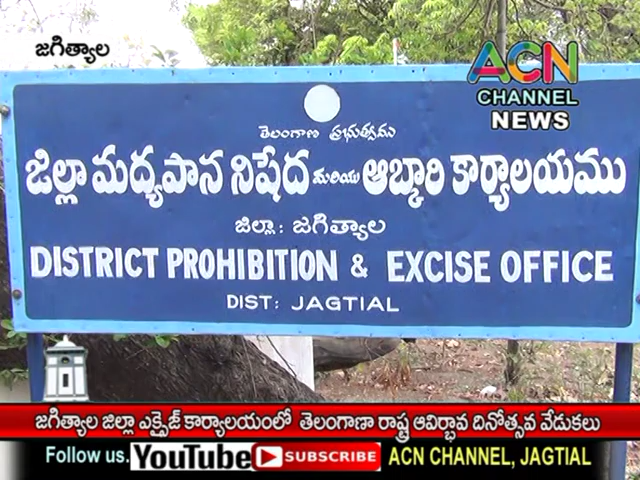 జగిత్యాల
ACN
CHANNEL
NEWS
తెలంగాణ ప్రభుత్వము
జిల్లా మద్యపాన నిషేద మరియు ఆబ్కారి కార్యాలయము
జిల్లా: జగిత్యాల
DISTRICT PROHIBITION & EXCISE OFFICE
DIST: JAGTIAL
జగిత్యాల జిల్లా ఎక్సైజ్ కార్యాలయంలో తెలంగాణా రాష్ట్ర ఆవిర్భావ దినోత్సవ వేడుకలు
Follow us. YouTube SUBSCRIBE ACN CHANNEL, JAGTIAL